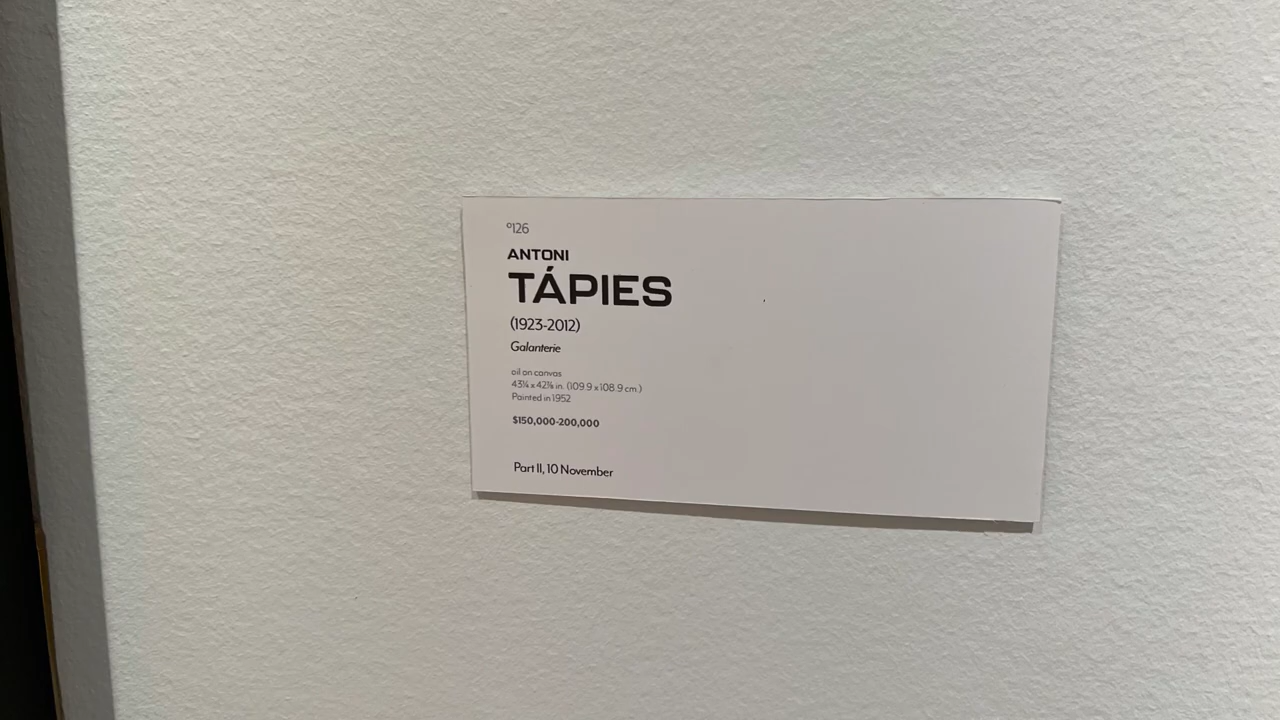 º126
ANTONI
TÁPIES
(1923-2012)
Galanterie
oil on canvas
43¼ x 42⅞ in. (109.9 x 108.9 cm.)
Painted in 1952
$150,000-200,000
Part II, 10 November